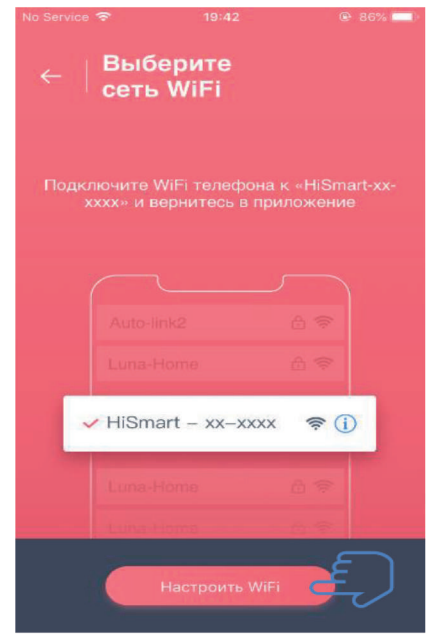 No Service 19:42 86%
Выберите
сеть WiFi
Подключите WiFi телефона к «HiSmart-xx-
xxxx» и вернитесь в приложение
Auto-link2
Luna-Home
HiSmart – xx–xxxx
Luna-Home
Luna-Home
Настроить WiFi